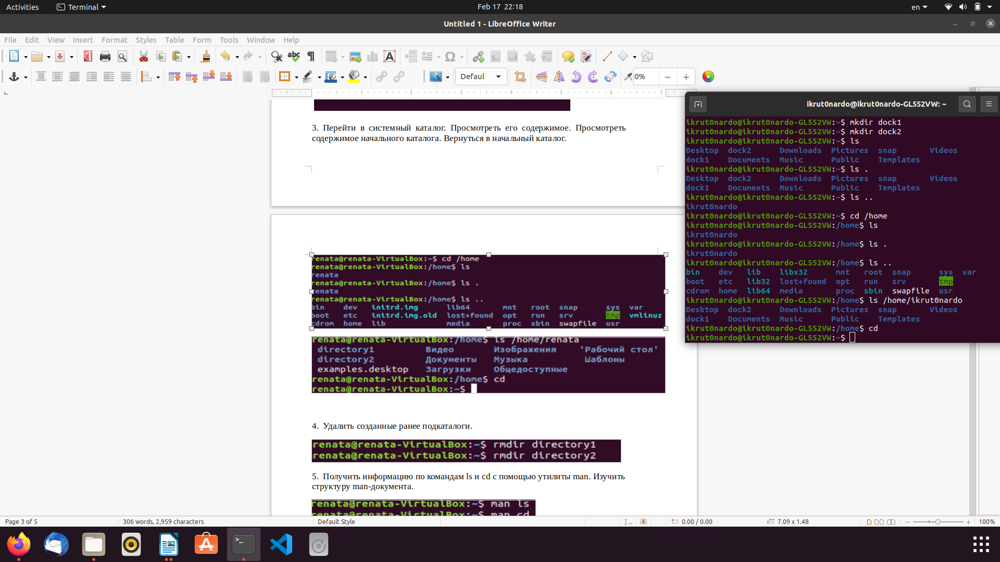 Activities
Terminal
Feb 17 22:18
en
Untitled 1 - LibreOffice Writer
File Edit View Insert Format Styles Table Form Tools Window Help
Defaul
0%
1 2 3 4 5 6 7
3. Перейти в системный каталог. Просмотреть его содержимое. Просмотреть
содержимое начального каталога. Вернуться в начальный каталог.
renata@renata-VirtualBox:~$ cd /home
renata@renata-VirtualBox:/home$ ls
renata
renata@renata-VirtualBox:/home$ ls .
renata
renata@renata-VirtualBox:/home$ ls ..
bin dev initrd.img lib64 mnt root snap sys var
boot etc initrd.img.old lost+found opt run srv tmp vmlinuz
cdrom home lib media proc sbin swapfile usr
renata@renata-VirtualBox:/home$ ls /home/renata
directory1 Видео Изображения 'Рабочий стол'
directory2 Документы Музыка Шаблоны
examples.desktop Загрузки Общедоступные
renata@renata-VirtualBox:/home$ cd
renata@renata-VirtualBox:~$
4. Удалить созданные ранее подкаталоги.
renata@renata-VirtualBox:~$ rmdir directory1
renata@renata-VirtualBox:~$ rmdir directory2
5. Получить информацию по командам ls и cd с помощью утилиты man. Изучить
структуру man-документа.
renata@renata-VirtualBox:~$ man ls
renata@renata-VirtualBox:~$ man cd
ikrut0nardo@ikrut0nardo-GL552VW: ~
ikrut0nardo@ikrut0nardo-GL552VW:~$ mkdir dock1
ikrut0nardo@ikrut0nardo-GL552VW:~$ mkdir dock2
ikrut0nardo@ikrut0nardo-GL552VW:~$ ls
Desktop dock2 Downloads Pictures snap Videos
dock1 Documents Music Public Templates
ikrut0nardo@ikrut0nardo-GL552VW:~$ ls .
Desktop dock2 Downloads Pictures snap Videos
dock1 Documents Music Public Templates
ikrut0nardo@ikrut0nardo-GL552VW:~$ ls ..
ikrut0nardo
ikrut0nardo@ikrut0nardo-GL552VW:~$ cd /home
ikrut0nardo@ikrut0nardo-GL552VW:/home$ ls
ikrut0nardo
ikrut0nardo@ikrut0nardo-GL552VW:/home$ ls .
ikrut0nardo
ikrut0nardo@ikrut0nardo-GL552VW:/home$ ls ..
bin dev lib libx32 mnt root snap sys var
boot etc lib32 lost+found opt run srv tmp
cdrom home lib64 media proc sbin swapfile usr
ikrut0nardo@ikrut0nardo-GL552VW:/home$ ls /home/ikrut0nardo
Desktop dock2 Downloads Pictures snap Videos
dock1 Documents Music Public Templates
ikrut0nardo@ikrut0nardo-GL552VW:/home$ cd
ikrut0nardo@ikrut0nardo-GL552VW:~$
Page 3 of 5
306 words, 2,959 characters
Default Style
0.00 / 0.00
7.09 x 1.48
100%